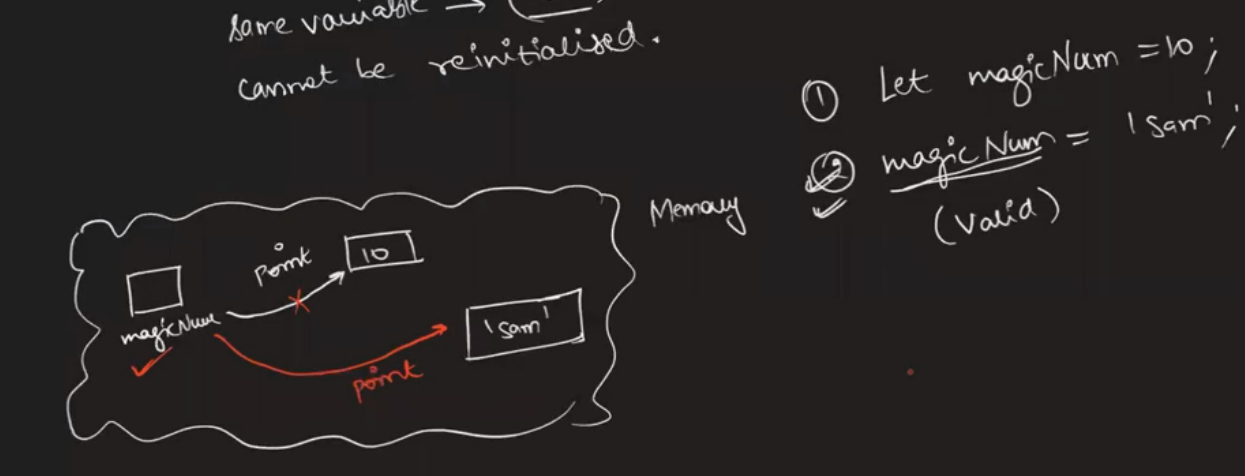 same variable →
cannot be reinitialised.
① Let magicNum = 10;
② magicNum = 'sam';
(valid)
Memory
point
10
magicNum
'sam'
point